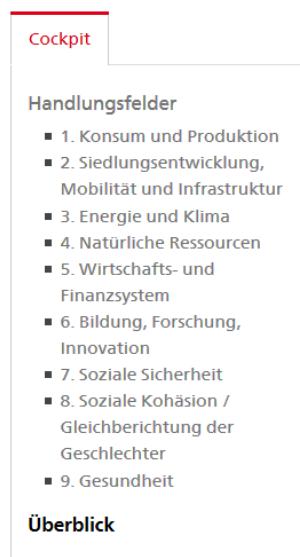 Cockpit
Handlungsfelder
▪ 1. Konsum und Produktion
▪ 2. Siedlungsentwicklung,
Mobilität und Infrastruktur
▪ 3. Energie und Klima
▪ 4. Natürliche Ressourcen
▪ 5. Wirtschafts- und
Finanzsystem
▪ 6. Bildung, Forschung,
Innovation
▪ 7. Soziale Sicherheit
▪ 8. Soziale Kohäsion /
Gleichberichtung der
Geschlechter
▪ 9. Gesundheit
Überblick